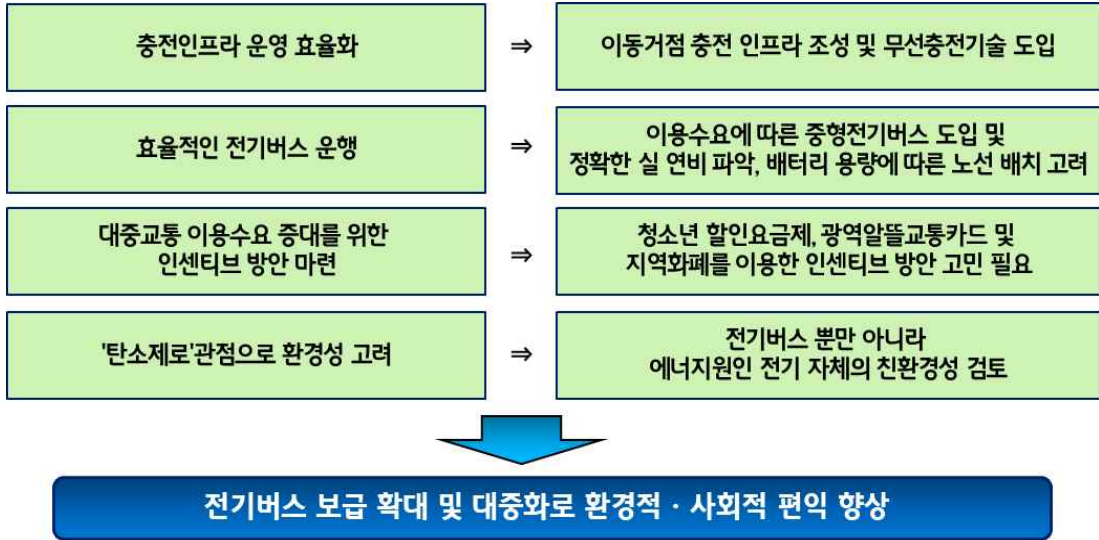 충전인프라 운영 효율화
⇒
이동거점 충전 인프라 조성 및 무선충전기술 도입
효율적인 전기버스 운행
⇒
이용수요에 따른 중형전기버스 도입 및
정확한 실 연비 파악, 배터리 용량에 따른 노선 배치 고려
대중교통 이용수요 증대를 위한
인센티브 방안 마련
⇒
청소년 할인요금제, 광역알뜰교통카드 및
지역화폐를 이용한 인센티브 방안 고민 필요
'탄소제로'관점으로 환경성 고려
⇒
전기버스 뿐만 아니라
에너지원인 전기 자체의 친환경성 검토
전기버스 보급 확대 및 대중화로 환경적 · 사회적 편익 향상